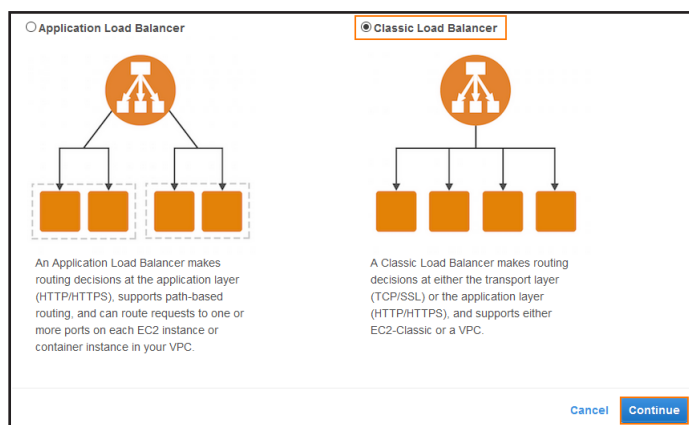 Application Load Balancer
Classic Load Balancer
An Application Load Balancer makes
routing decisions at the application layer
(HTTP/HTTPS), supports path-based
routing, and can route requests to one or
more ports on each EC2 instance or
container instance in your VPC.
A Classic Load Balancer makes routing
decisions at either the transport layer
(TCP/SSL) or the application layer
(HTTP/HTTPS), and supports either
EC2-Classic or a VPC.
Cancel
Continue